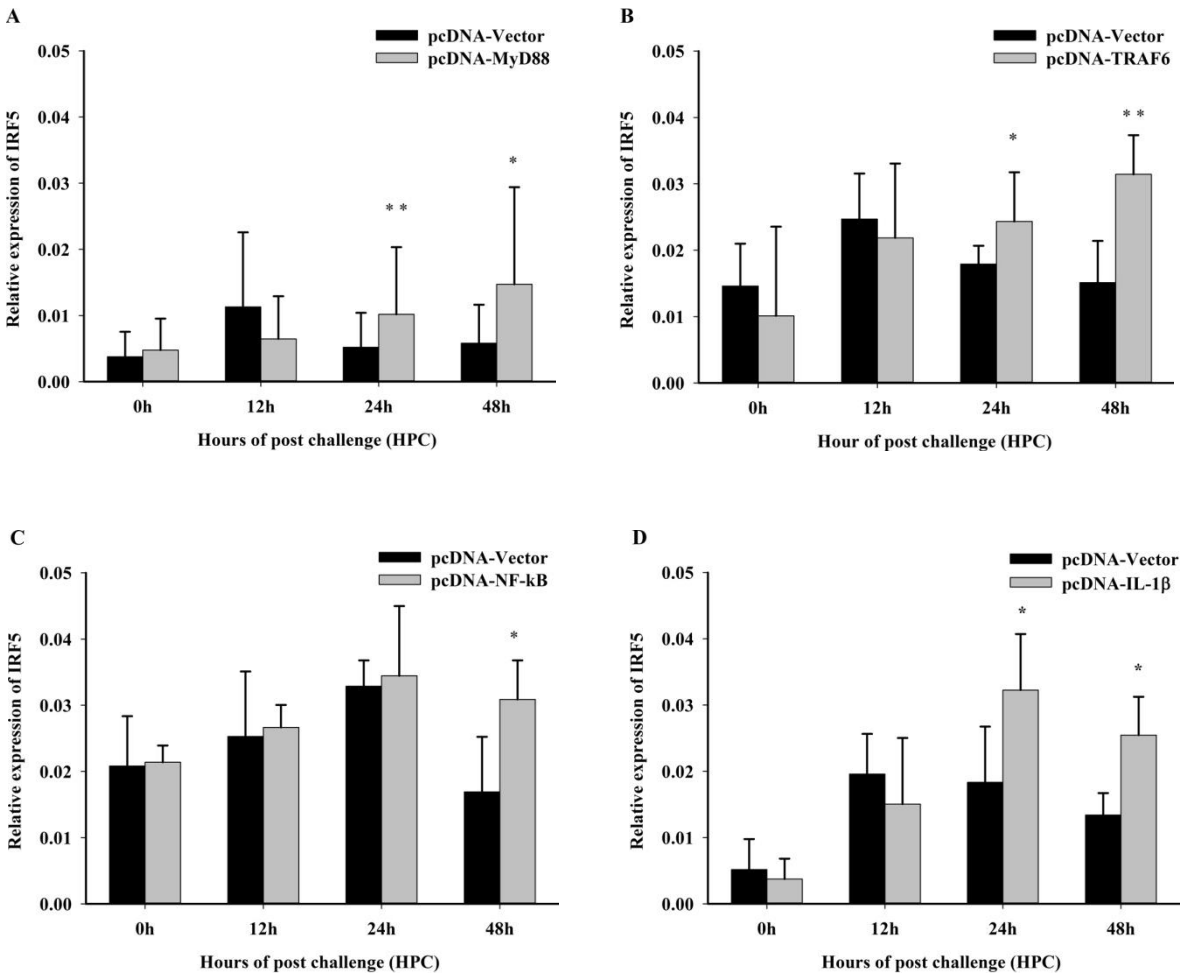 A
pcDNA-Vector
pcDNA-MyD88
Relative expression of IRF5
0.05
0.04
0.03
0.02
0.01
0.00
* *
*
0h 12h 24h 48h
Hours of post challenge (HPC)
B
pcDNA-Vector
pcDNA-TRAF6
Relative expression of IRF5
0.05
0.04
0.03
0.02
0.01
0.00
*
* *
0h 12h 24h 48h
Hour of post challenge (HPC)
C
pcDNA-Vector
pcDNA-NF-kB
Relative expression of IRF5
0.05
0.04
0.03
0.02
0.01
0.00
*
0h 12h 24h 48h
Hours of post challenge (HPC)
D
pcDNA-Vector
pcDNA-IL-1β
Relative expression of IRF5
0.05
0.04
0.03
0.02
0.01
0.00
*
*
0h 12h 24h 48h
Hours of post challenge (HPC)